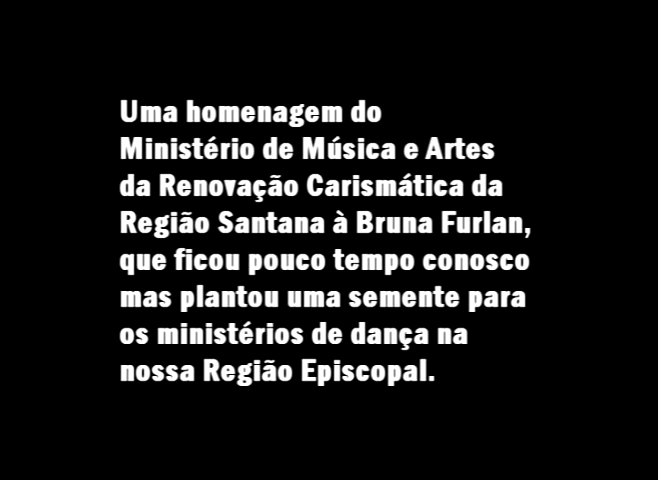 Uma homenagem do
Ministério de Música e Artes
da Renovação Carismática da
Região Santana à Bruna Furlan,
que ficou pouco tempo conosco
mas plantou uma semente para
os ministérios de dança na
nossa Região Episcopal.